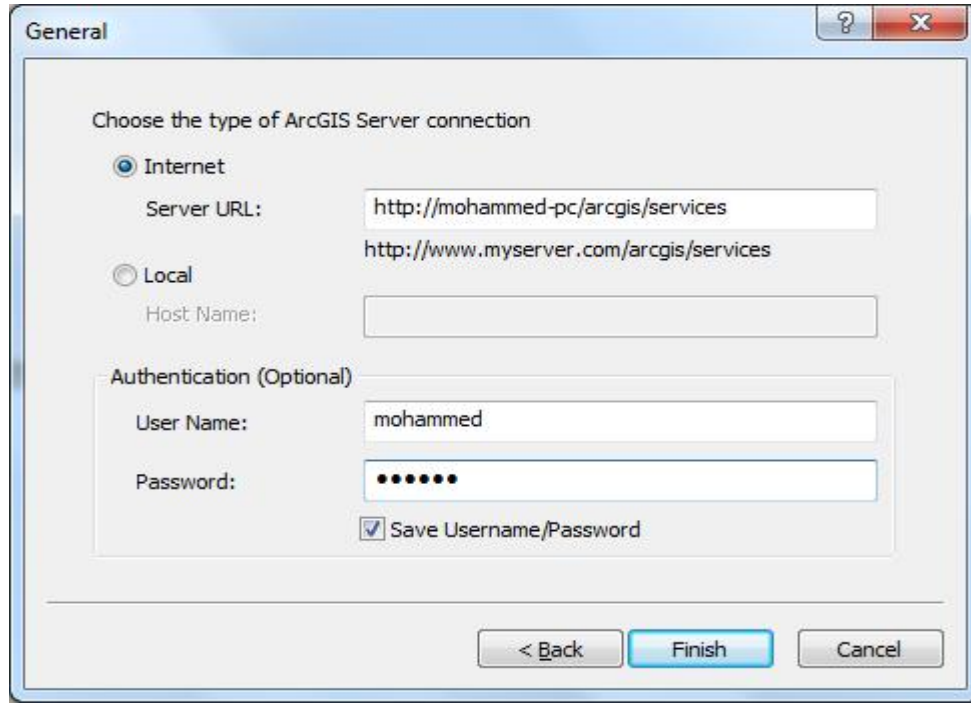 General
Choose the type of ArcGIS Server connection
Internet
Server URL: http://mohammed-pc/arcgis/services
http://www.myserver.com/arcgis/services
Local
Host Name:
Authentication (Optional)
User Name: mohammed
Password: ••••••
Save Username/Password
< Back Finish Cancel